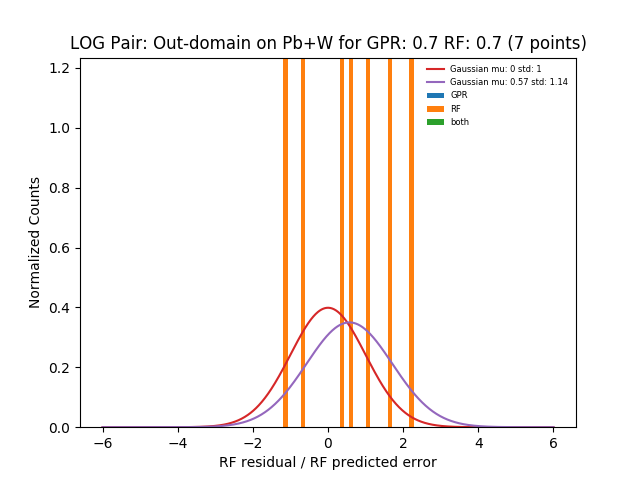 LOG Pair: Out-domain on Pb+W for GPR: 0.7 RF: 0.7 (7 points)
1.2
1.0
0.8
0.6
0.4
0.2
0.0
Normalized Counts
Gaussian mu: 0 std: 1
Gaussian mu: 0.57 std: 1.14
GPR
RF
both
−6
−4
−2
0
2
4
6
RF residual / RF predicted error